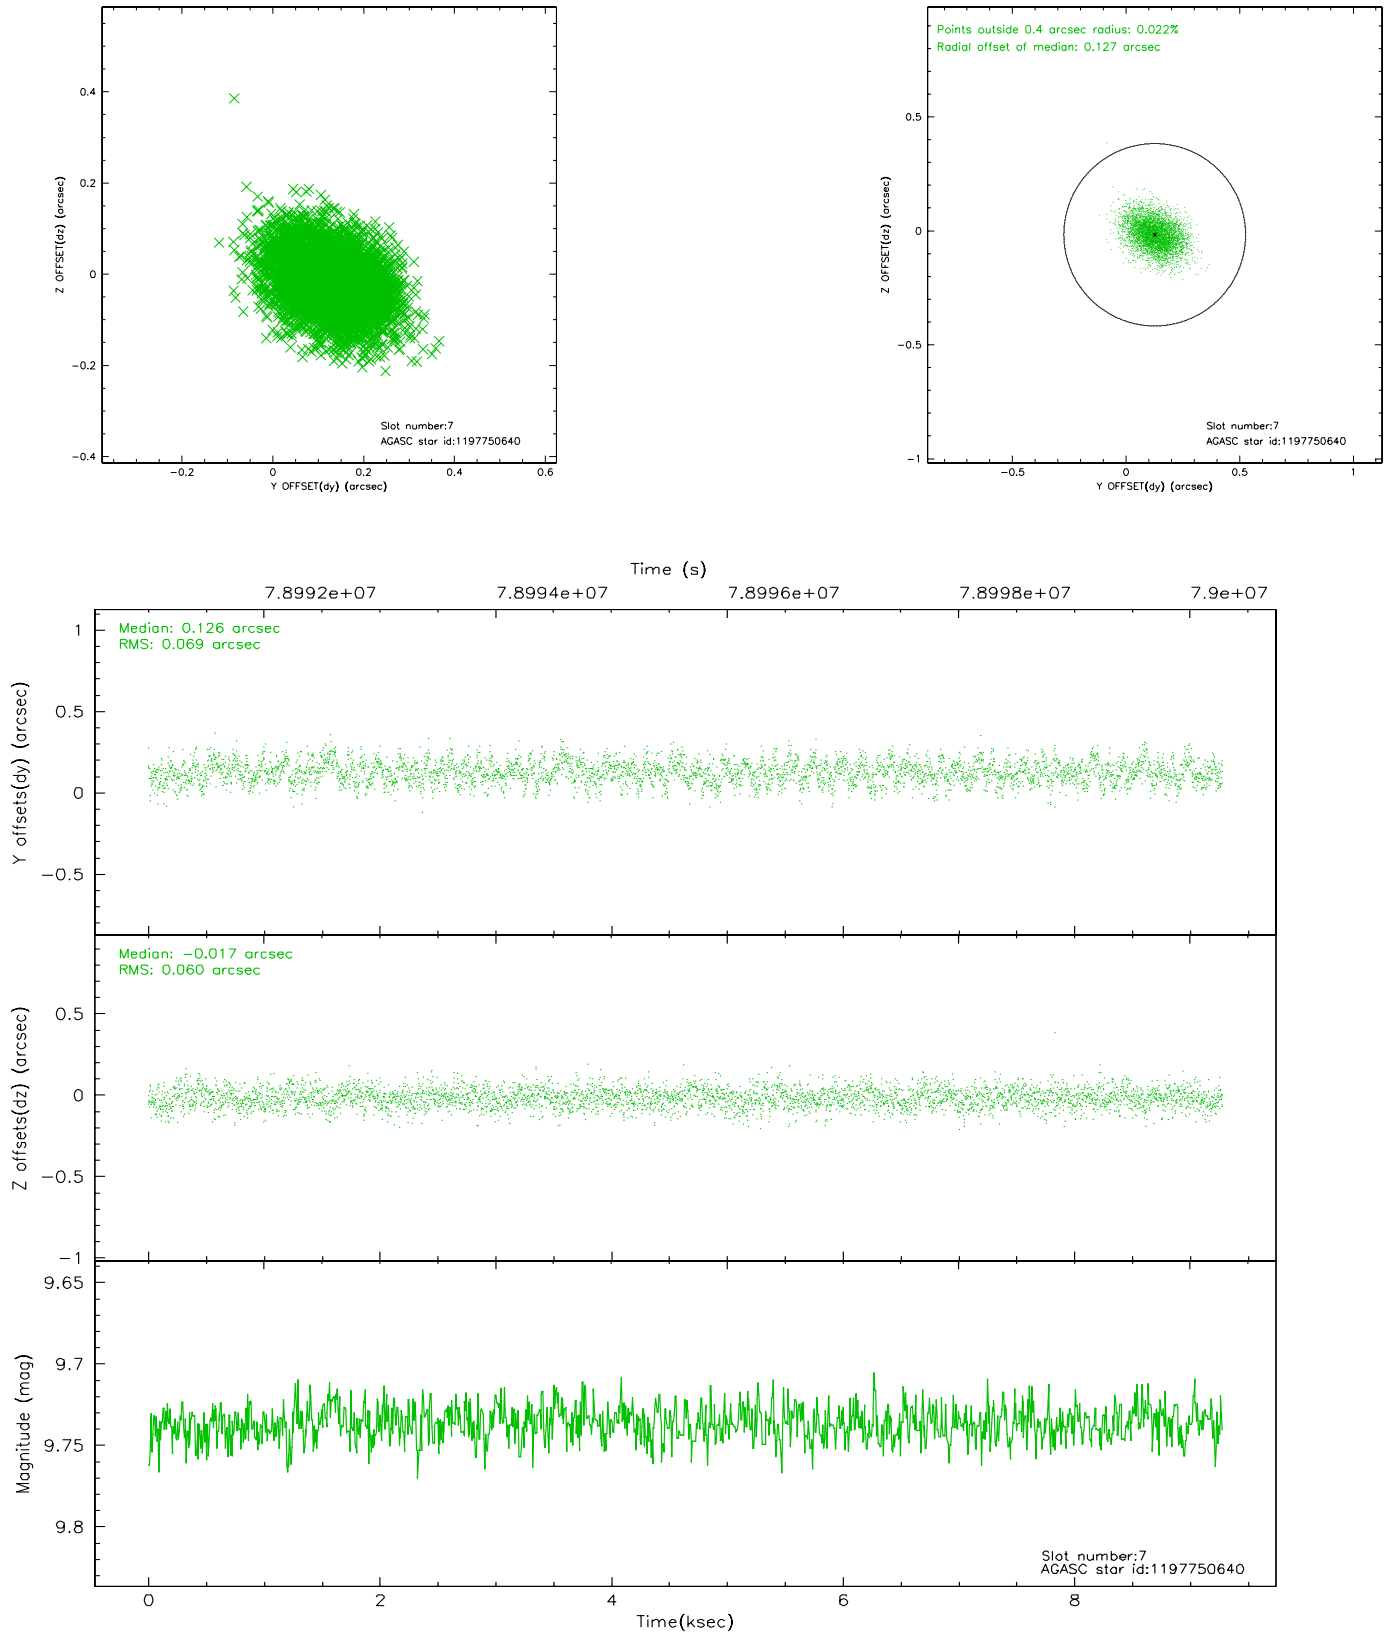 0.4
0.2
0
−0.2
−0.4
Z OFFSET(dz) (arcsec)
Slot number:7
AGASC star id:1197750640
−0.2 0 0.2 0.4 0.6
Y OFFSET(dy) (arcsec)
Points outside 0.4 arcsec radius: 0.022%
Radial offset of median: 0.127 arcsec
0.5
0
−0.5
−1
Z OFFSET(dz) (arcsec)
Slot number:7
AGASC star id:1197750640
−0.5 0 0.5 1
Y OFFSET(dy) (arcsec)
Time (s)
7.8992e+07 7.8994e+07 7.8996e+07 7.8998e+07 7.9e+07
Median: 0.126 arcsec
RMS: 0.069 arcsec
1
0.5
0
−0.5
Y offsets(dy) (arcsec)
Median: −0.017 arcsec
RMS: 0.060 arcsec
0.5
0
−0.5
−1
Z offsets(dz) (arcsec)
9.65
9.7
9.75
9.8
Magnitude (mag)
Slot number:7
AGASC star id:1197750640
0 2 4 6 8
Time(ksec)